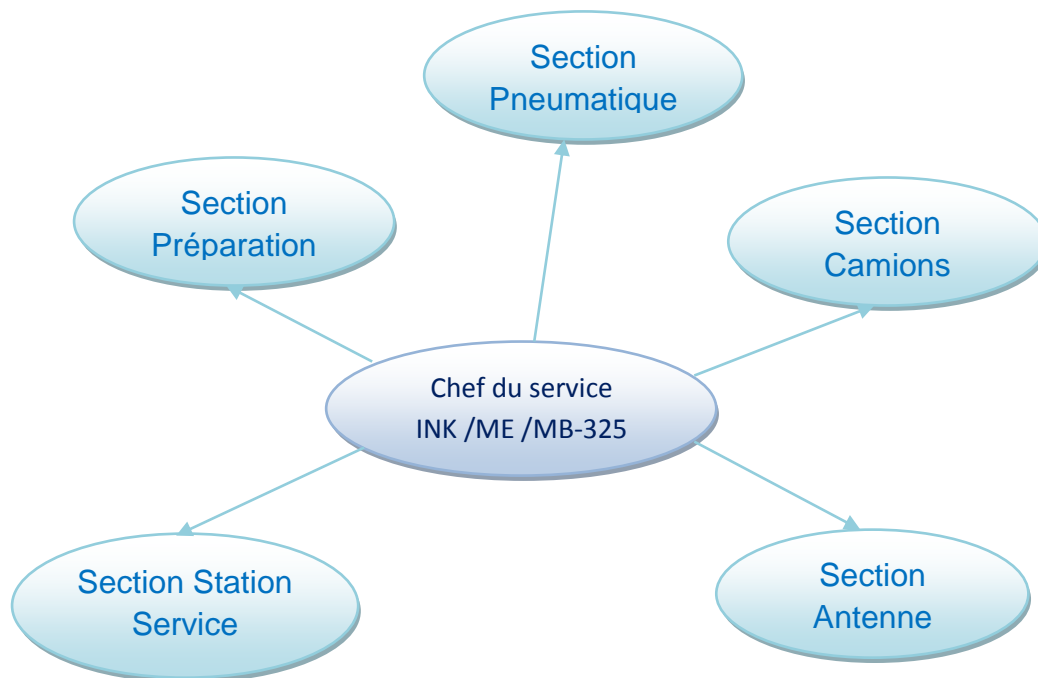 Section
Pneumatique
Section
Préparation
Section
Camions
Chef du service
INK /ME /MB-325
Section Station
Service
Section
Antenne